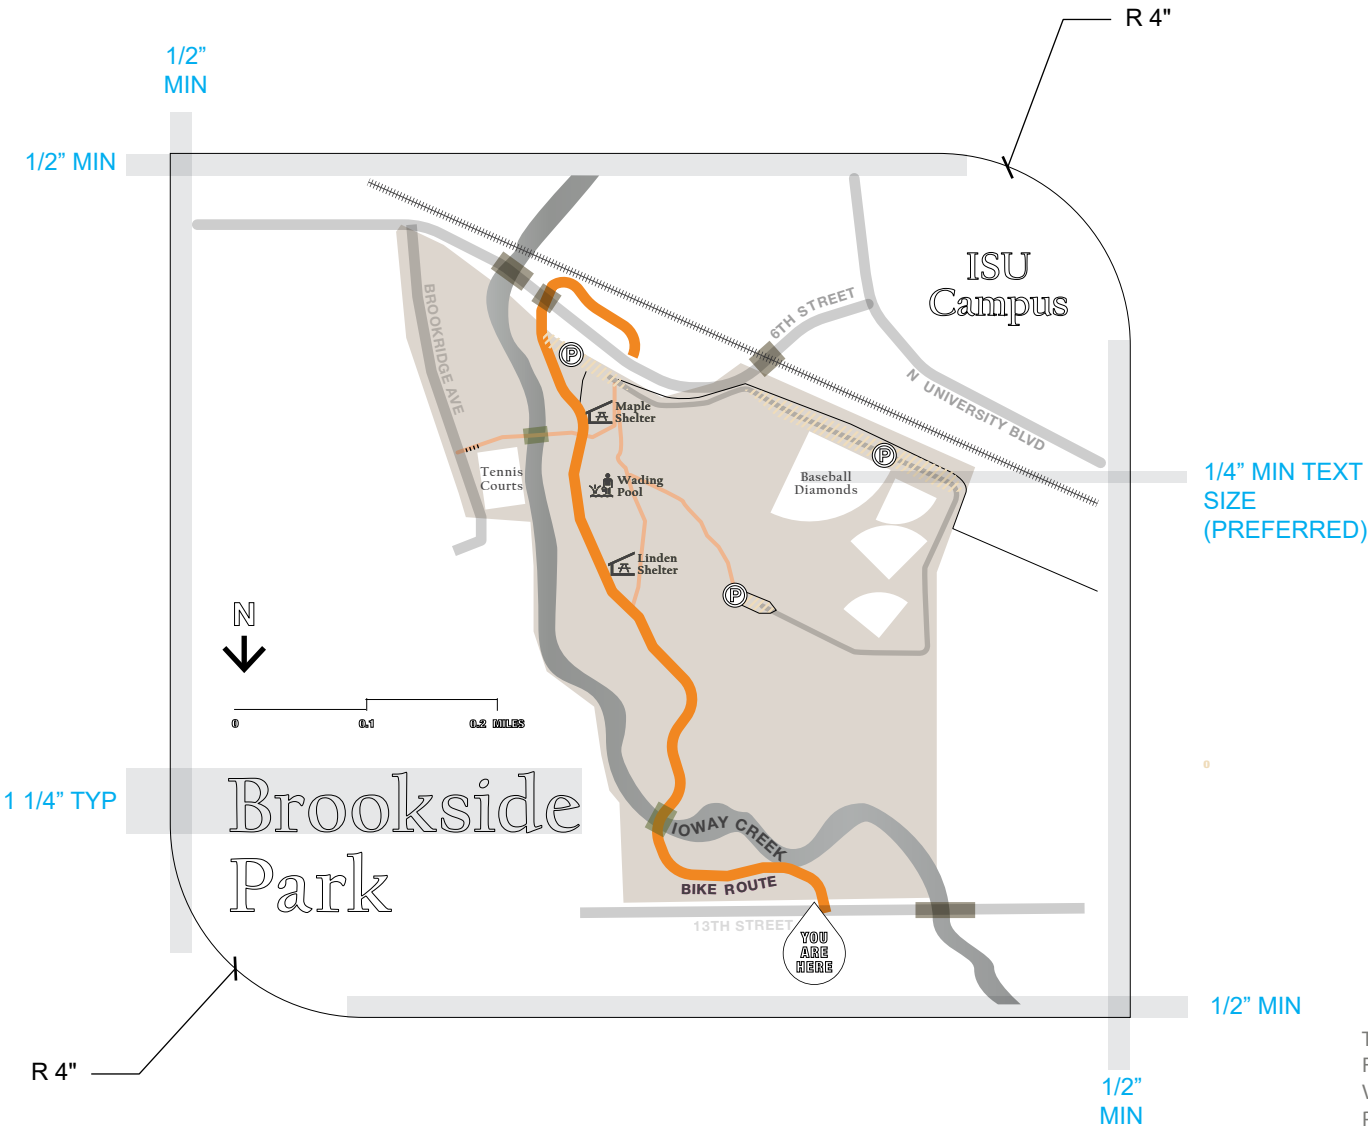 R 4"
1/2”
MIN
1/2” MIN
ISU
Campus
BROOKRIDGE AVE
6TH STREET
N UNIVERSITY BLVD
P
Maple
Shelter
P
Tennis
Courts
Wading
Pool
Baseball
Diamonds
1/4” MIN TEXT
SIZE
(PREFERRED)
Linden
Shelter
P
N
0 0.1 0.2 MILES
0
1 1/4” TYP
Brookside
Park
IOWAY CREEK
BIKE ROUTE
13TH STREET
YOU
ARE
HERE
1/2” MIN
R 4"
1/2”
MIN